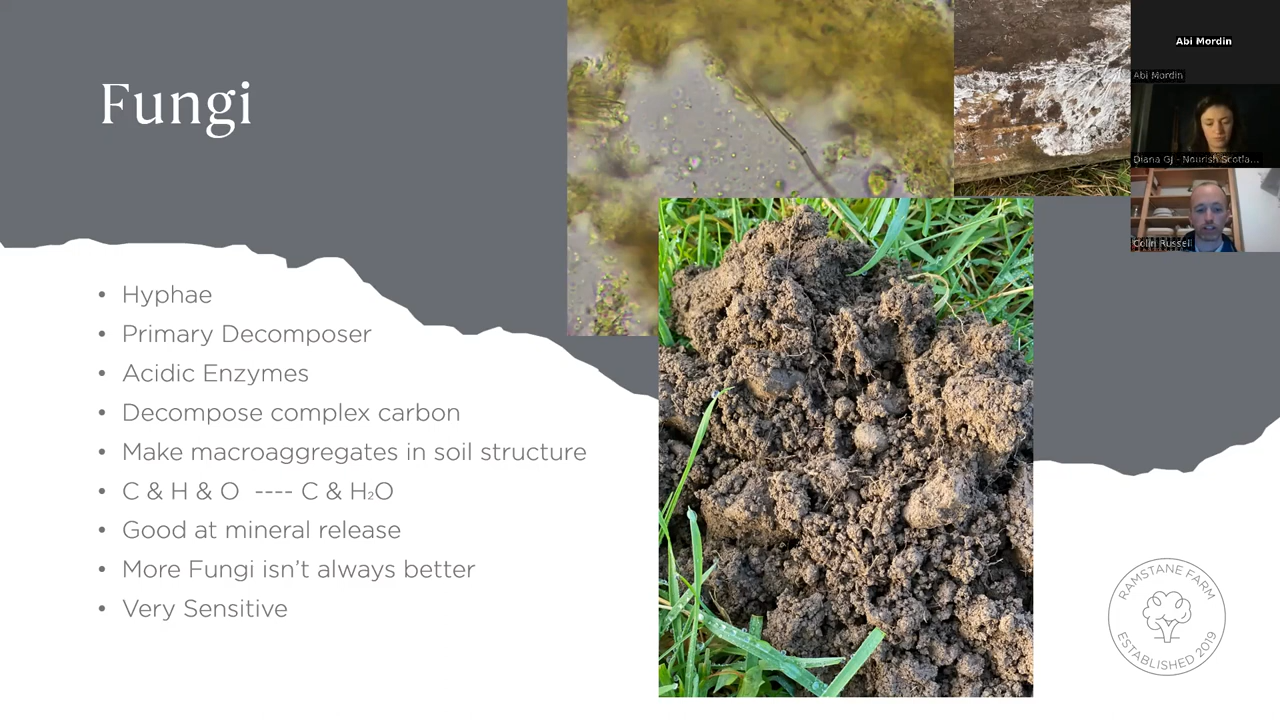 Fungi
• Hyphae
• Primary Decomposer
• Acidic Enzymes
• Decompose complex carbon
• Make macroaggregates in soil structure
• C & H & O ---- C & H₂O
• Good at mineral release
• More Fungi isn’t always better
• Very Sensitive
Abi Mordin
Abi Mordin
Diana GJ - Nourish Scotla...
Colin Russell
RAMSTANE FARM
ESTABLISHED 2019